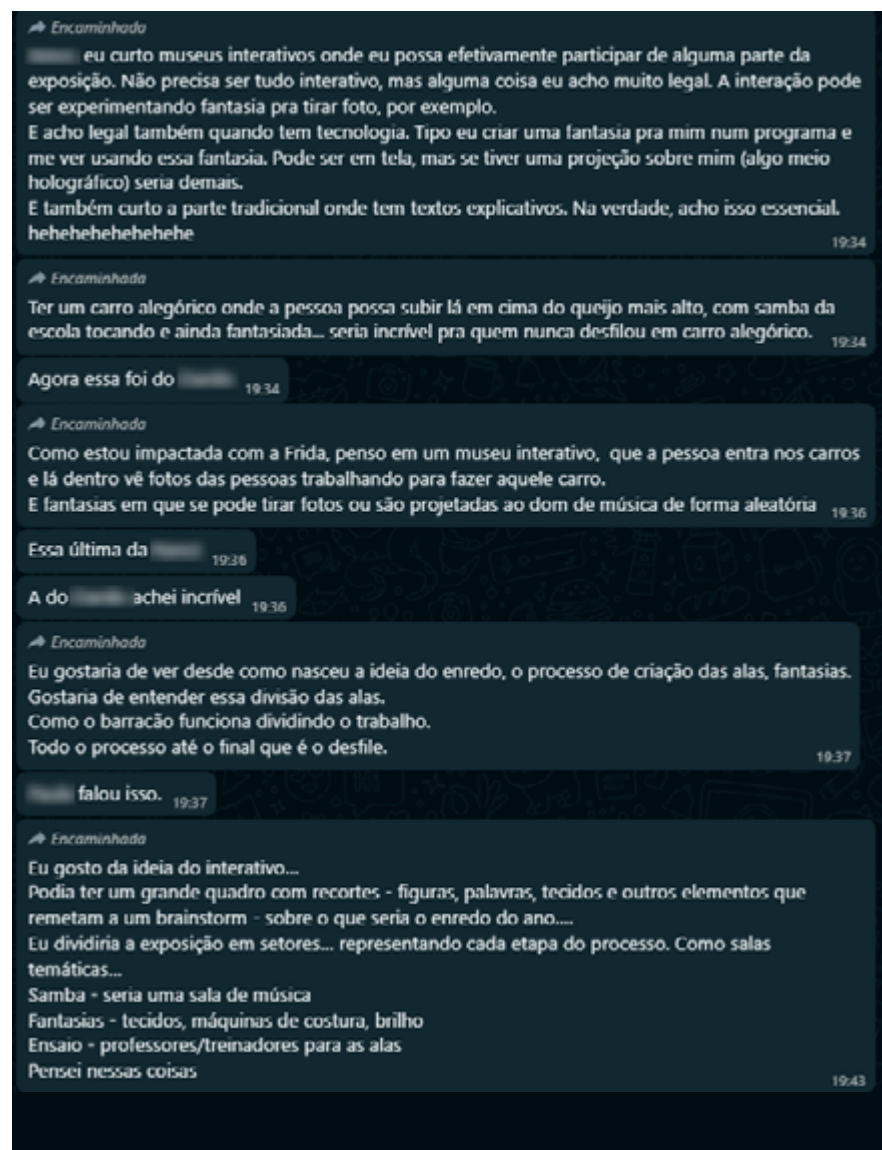 Encaminhada
eu curto museus interativos onde eu possa efetivamente participar de alguma parte da
exposição. Não precisa ser tudo interativo, mas alguma coisa eu acho muito legal. A interação pode
ser experimentando fantasia pra tirar foto, por exemplo.
E acho legal também quando tem tecnologia. Tipo eu criar uma fantasia pra mim num programa e
me ver usando essa fantasia. Pode ser em tela, mas se tiver uma projeção sobre mim (algo meio
holográfico) seria demais.
E também curto a parte tradicional onde tem textos explicativos. Na verdade, acho isso essencial.
hehehehehehehehe
19:34
Encaminhada
Ter um carro alegórico onde a pessoa possa subir lá em cima do queijo mais alto, com samba da
escola tocando e ainda fantasiada... seria incrível pra quem nunca desfilou em carro alegórico.
19:34
Agora essa foi do 19:34
Encaminhada
Como estou impactada com a Frida, penso em um museu interativo, que a pessoa entra nos carros
e lá dentro vê fotos das pessoas trabalhando para fazer aquele carro.
E fantasias em que se pode tirar fotos ou são projetadas ao dom de música de forma aleatória
19:36
Essa última da 19:36
A do achei incrível 19:36
Encaminhada
Eu gostaria de ver desde como nasceu a ideia do enredo, o processo de criação das alas, fantasias.
Gostaria de entender essa divisão das alas.
Como o barracão funciona dividindo o trabalho.
Todo o processo até o final que é o desfile.
19:37
falou isso. 19:37
Encaminhada
Eu gosto da ideia do interativo...
Podia ter um grande quadro com recortes - figuras, palavras, tecidos e outros elementos que
remetam a um brainstorm - sobre o que seria o enredo do ano....
Eu dividiria a exposição em setores... representando cada etapa do processo. Como salas
temáticas...
Samba - seria uma sala de música
Fantasias - tecidos, máquinas de costura, brilho
Ensaio - professores/treinadores para as alas
Pensei nessas coisas
19:43